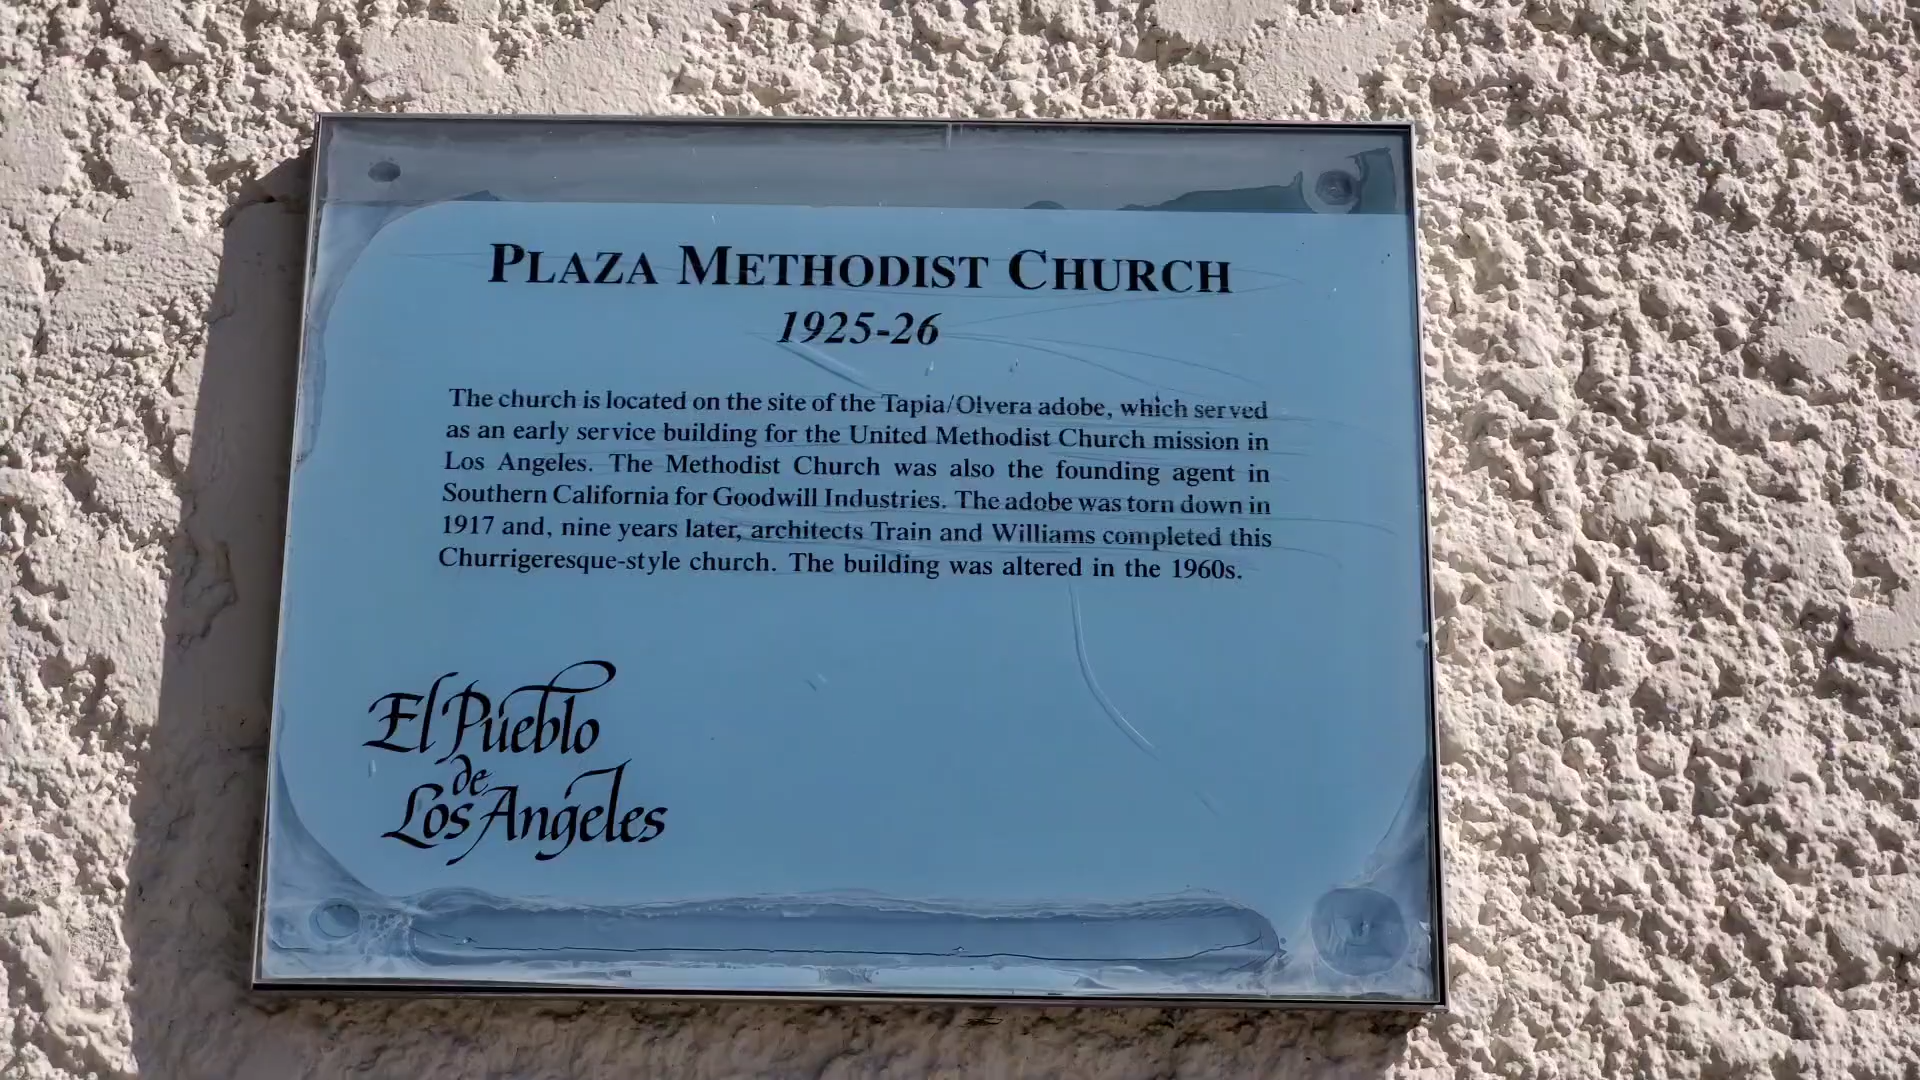 PLAZA METHODIST CHURCH
1925-26
The church is located on the site of the Tapia/Olvera adobe, which served
as an early service building for the United Methodist Church mission in
Los Angeles. The Methodist Church was also the founding agent in
Southern California for Goodwill Industries. The adobe was torn down in
1917 and, nine years later, architects Train and Williams completed this
Churrigeresque-style church. The building was altered in the 1960s.
El Pueblo
de
Los Angeles